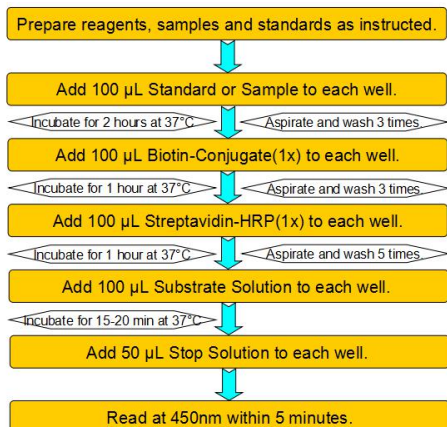 Prepare reagents, samples and standards as instructed.
Add 100 µL Standard or Sample to each well.
Incubate for 2 hours at 37°C
Aspirate and wash 3 times
Add 100 µL Biotin-Conjugate(1x) to each well.
Incubate for 1 hour at 37°C
Aspirate and wash 3 times
Add 100 µL Streptavidin-HRP(1x) to each well.
Incubate for 1 hour at 37°C
Aspirate and wash 5 times
Add 100 µL Substrate Solution to each well.
Incubate for 15-20 min at 37°C
Add 50 µL Stop Solution to each well.
Read at 450nm within 5 minutes.